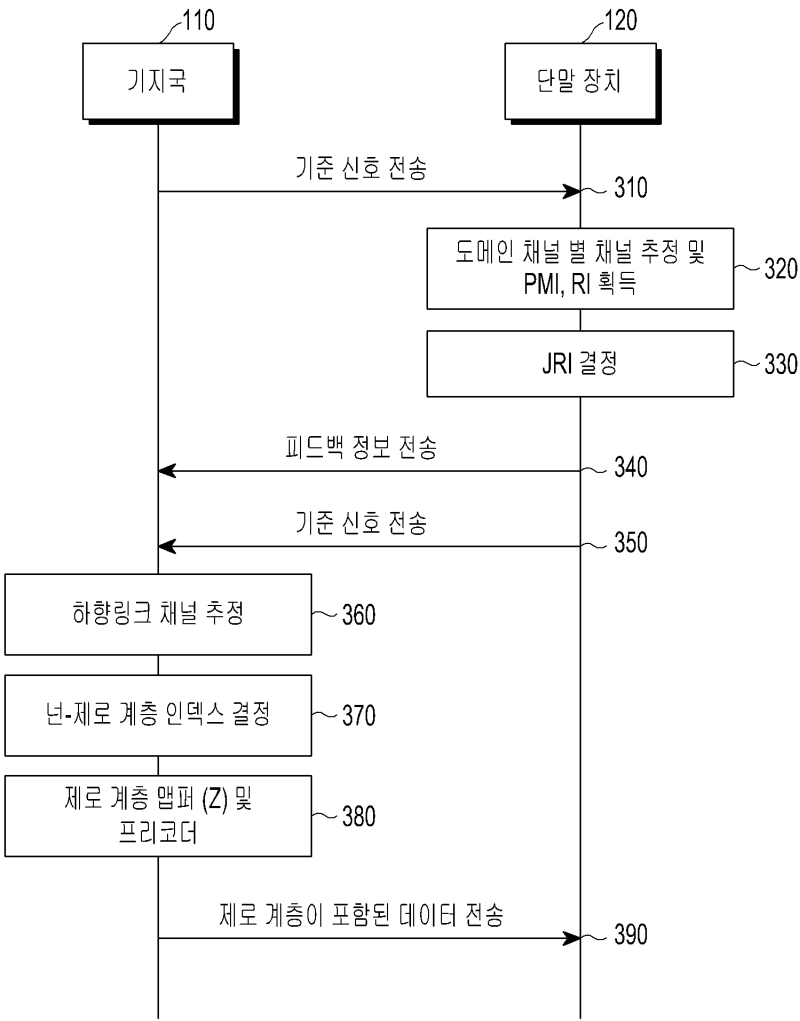 110
120
기지국
단말 장치
기준 신호 전송
310
도메인 채널 별 채널 추정 및
PMI, RI 획득
320
JRI 결정
330
피드백 정보 전송
340
기준 신호 전송
350
하향링크 채널 추정
360
넌-제로 계층 인덱스 결정
370
제로 계층 맵퍼 (Z) 및
프리코더
380
제로 계층이 포함된 데이터 전송
390